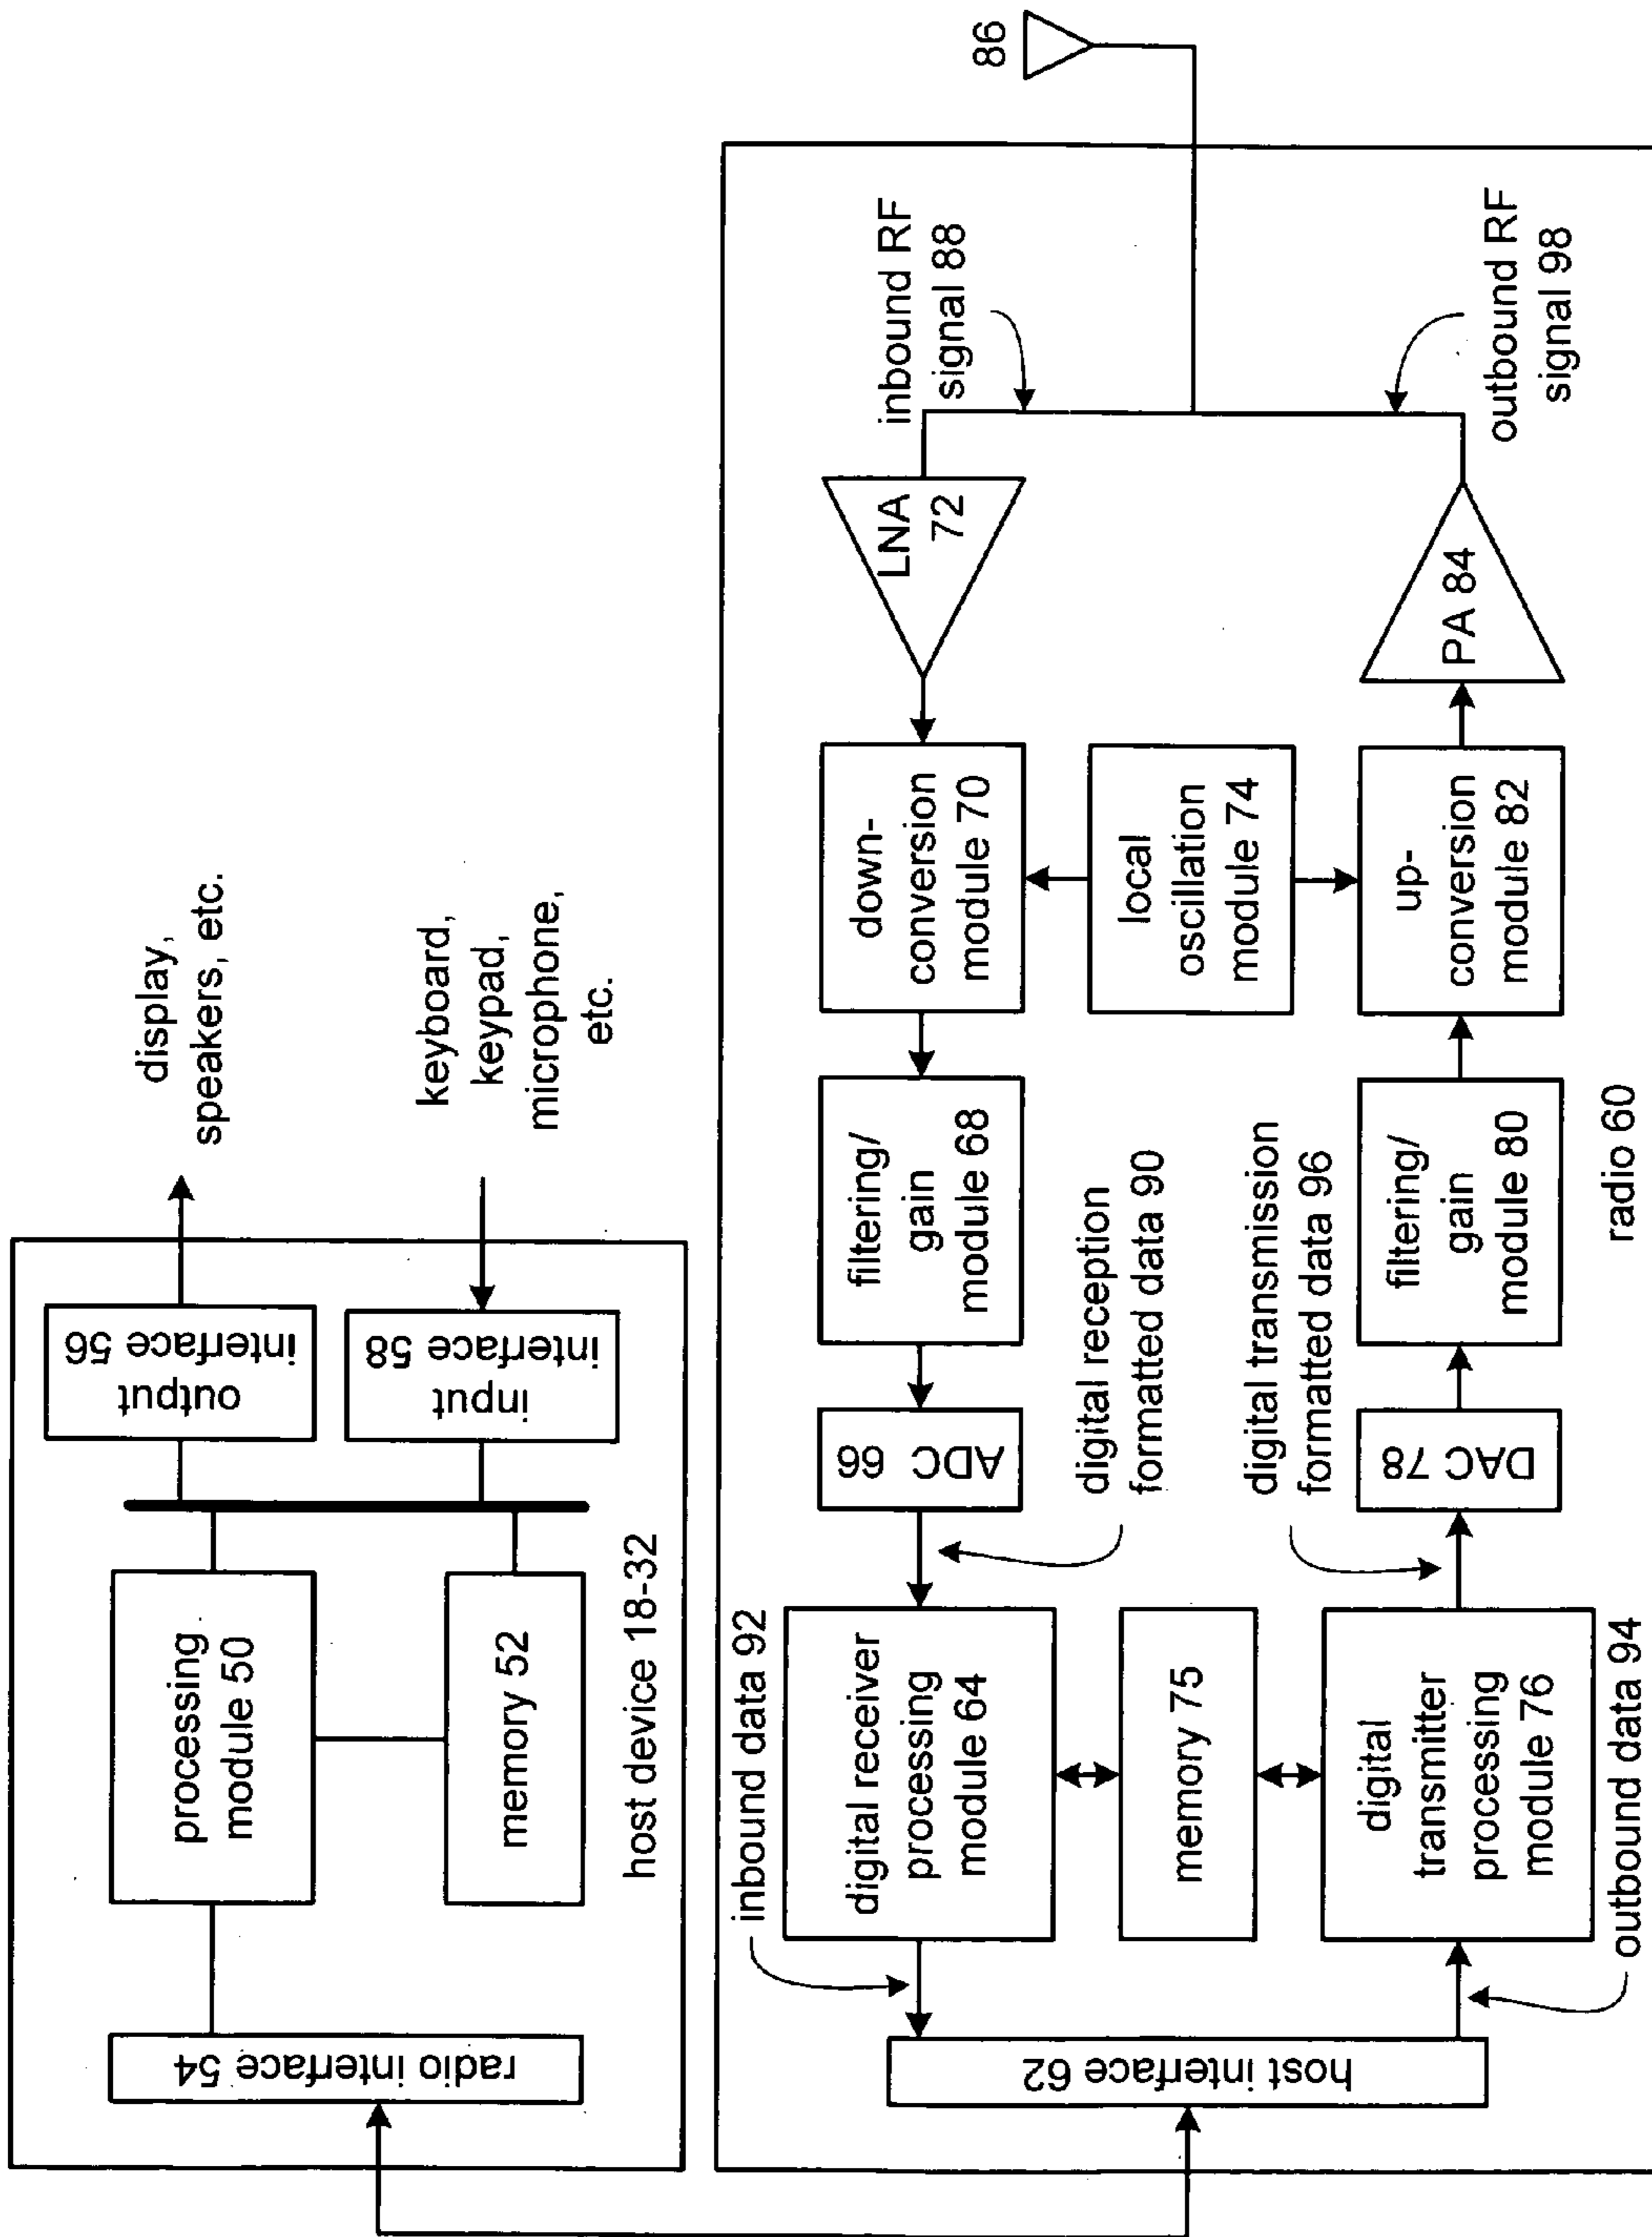 display,
speakers, etc.
keyboard,
keypad,
microphone,
etc.
output
interface 56
input
interface 58
processing
module 50
memory 52
radio interface 54
host device 18-32
86
inbound RF
signal 88
LNA
72
down-
conversion
module 70
filtering/
gain
module 68
ADC 66
digital reception
formatted data 90
inbound data 92
digital receiver
processing
module 64
local
oscillation
module 74
memory 75
host interface 62
digital
transmitter
processing
module 76
outbound data 94
digital transmission
formatted data 96
DAC 78
filtering/
gain
module 80
up-
conversion
module 82
PA 84
outbound RF
signal 98
radio 60